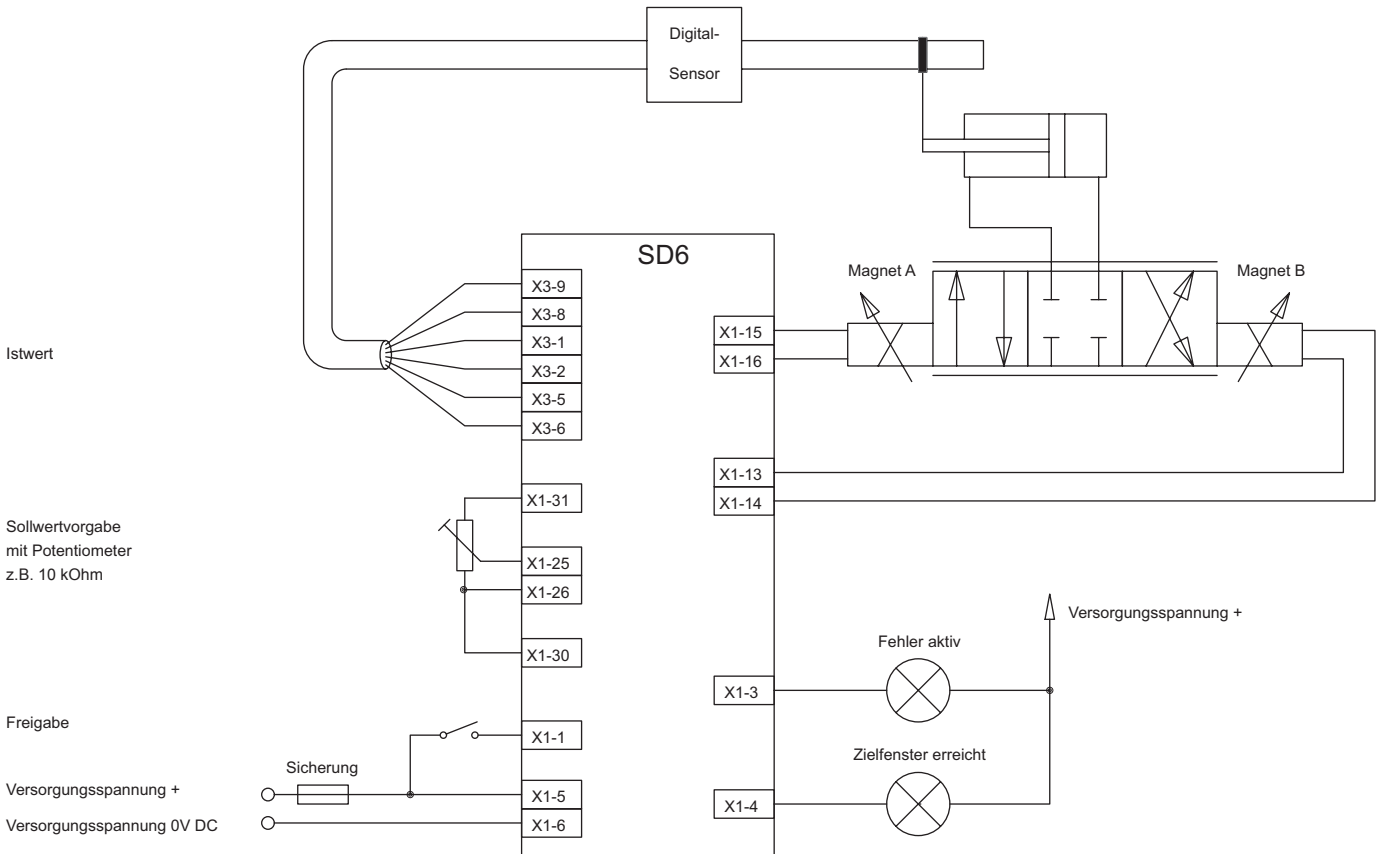 Digital-
Sensor
SD6
Magnet A
Magnet B
Istwert
X3-9
X3-8
X3-1
X3-2
X3-5
X3-6
X1-15
X1-16
X1-13
X1-14
Sollwertvorgabe
mit Potentiometer
z.B. 10 kOhm
X1-31
X1-25
X1-26
X1-30
Versorgungsspannung +
Fehler aktiv
X1-3
Freigabe
X1-1
Zielfenster erreicht
X1-4
Sicherung
Versorgungsspannung +
X1-5
Versorgungsspannung 0V DC
X1-6